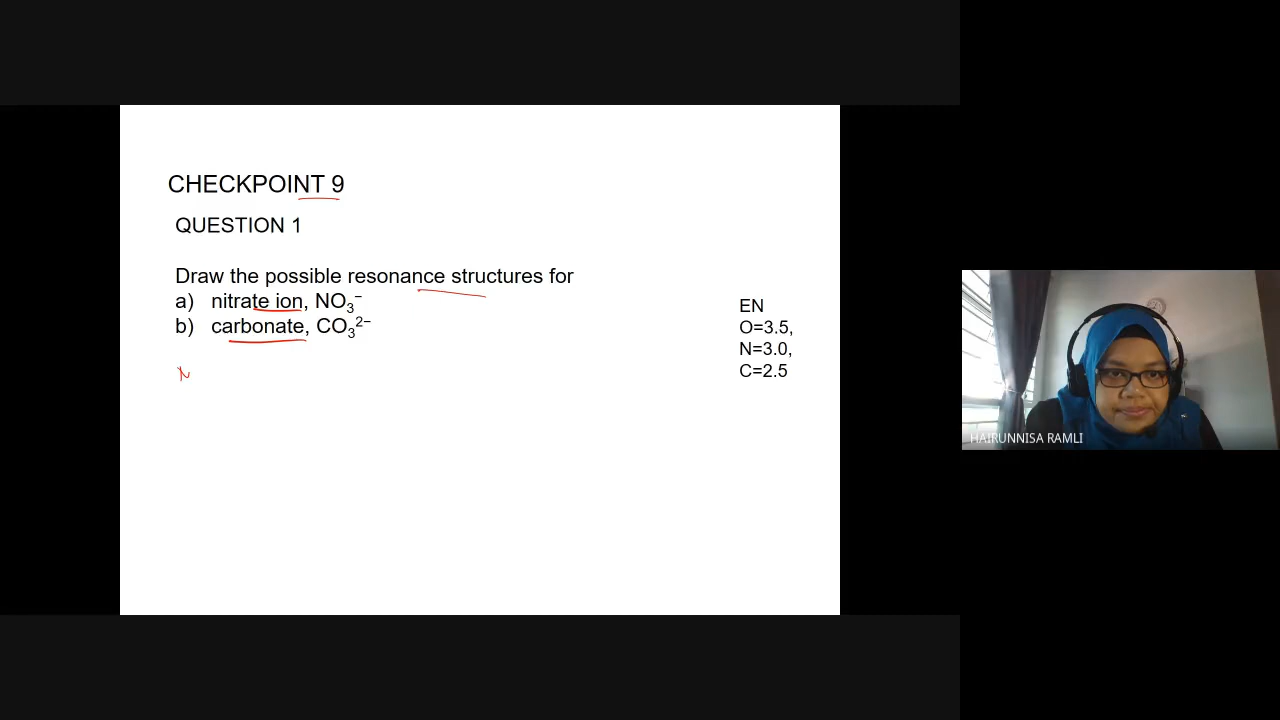 CHECKPOINT 9
QUESTION 1
Draw the possible resonance structures for
a) nitrate ion, NO₃⁻
b) carbonate, CO₃²⁻
N
EN
O=3.5,
N=3.0,
C=2.5
HAIRUNNISA RAMLI